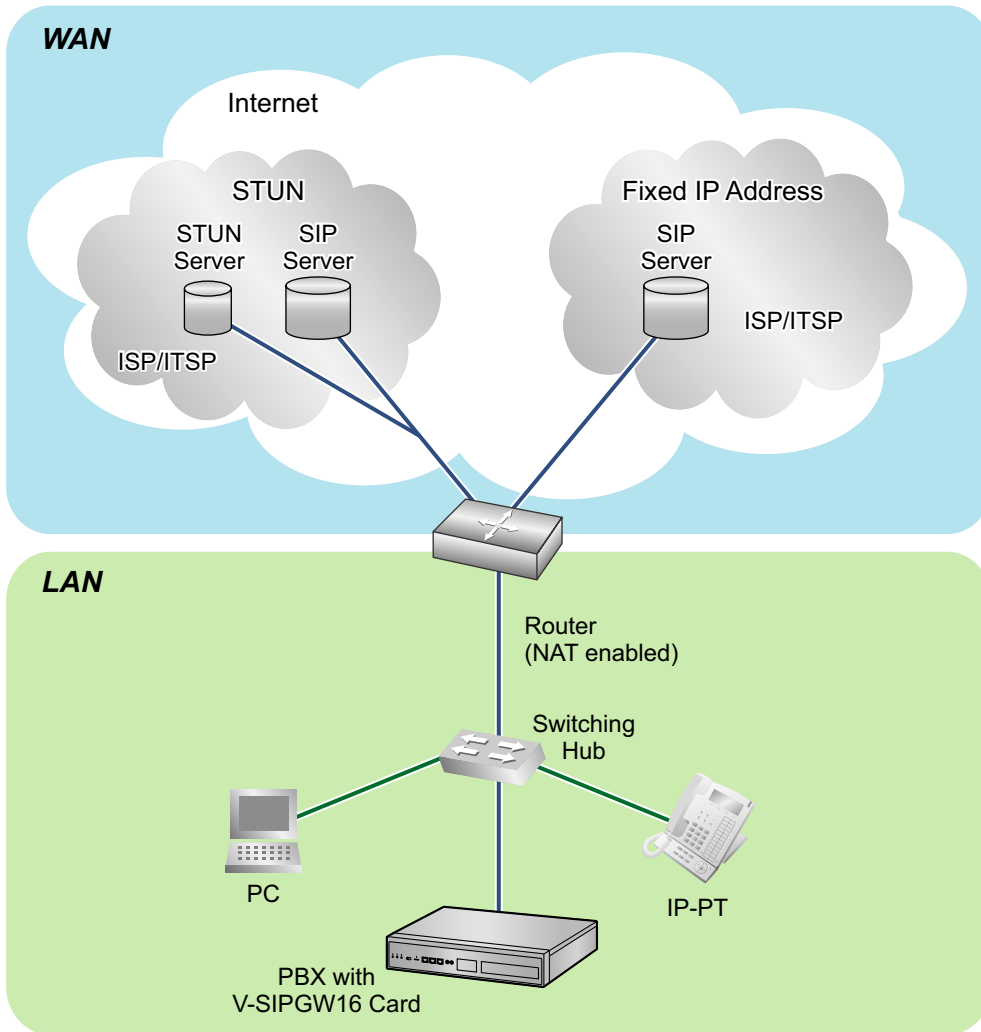 WAN
Internet
STUN
Fixed IP Address
STUN
Server
SIP
Server
SIP
Server
ISP/ITSP
ISP/ITSP
LAN
Router
(NAT enabled)
Switching
Hub
PC
IP-PT
PBX with
V-SIPGW16 Card